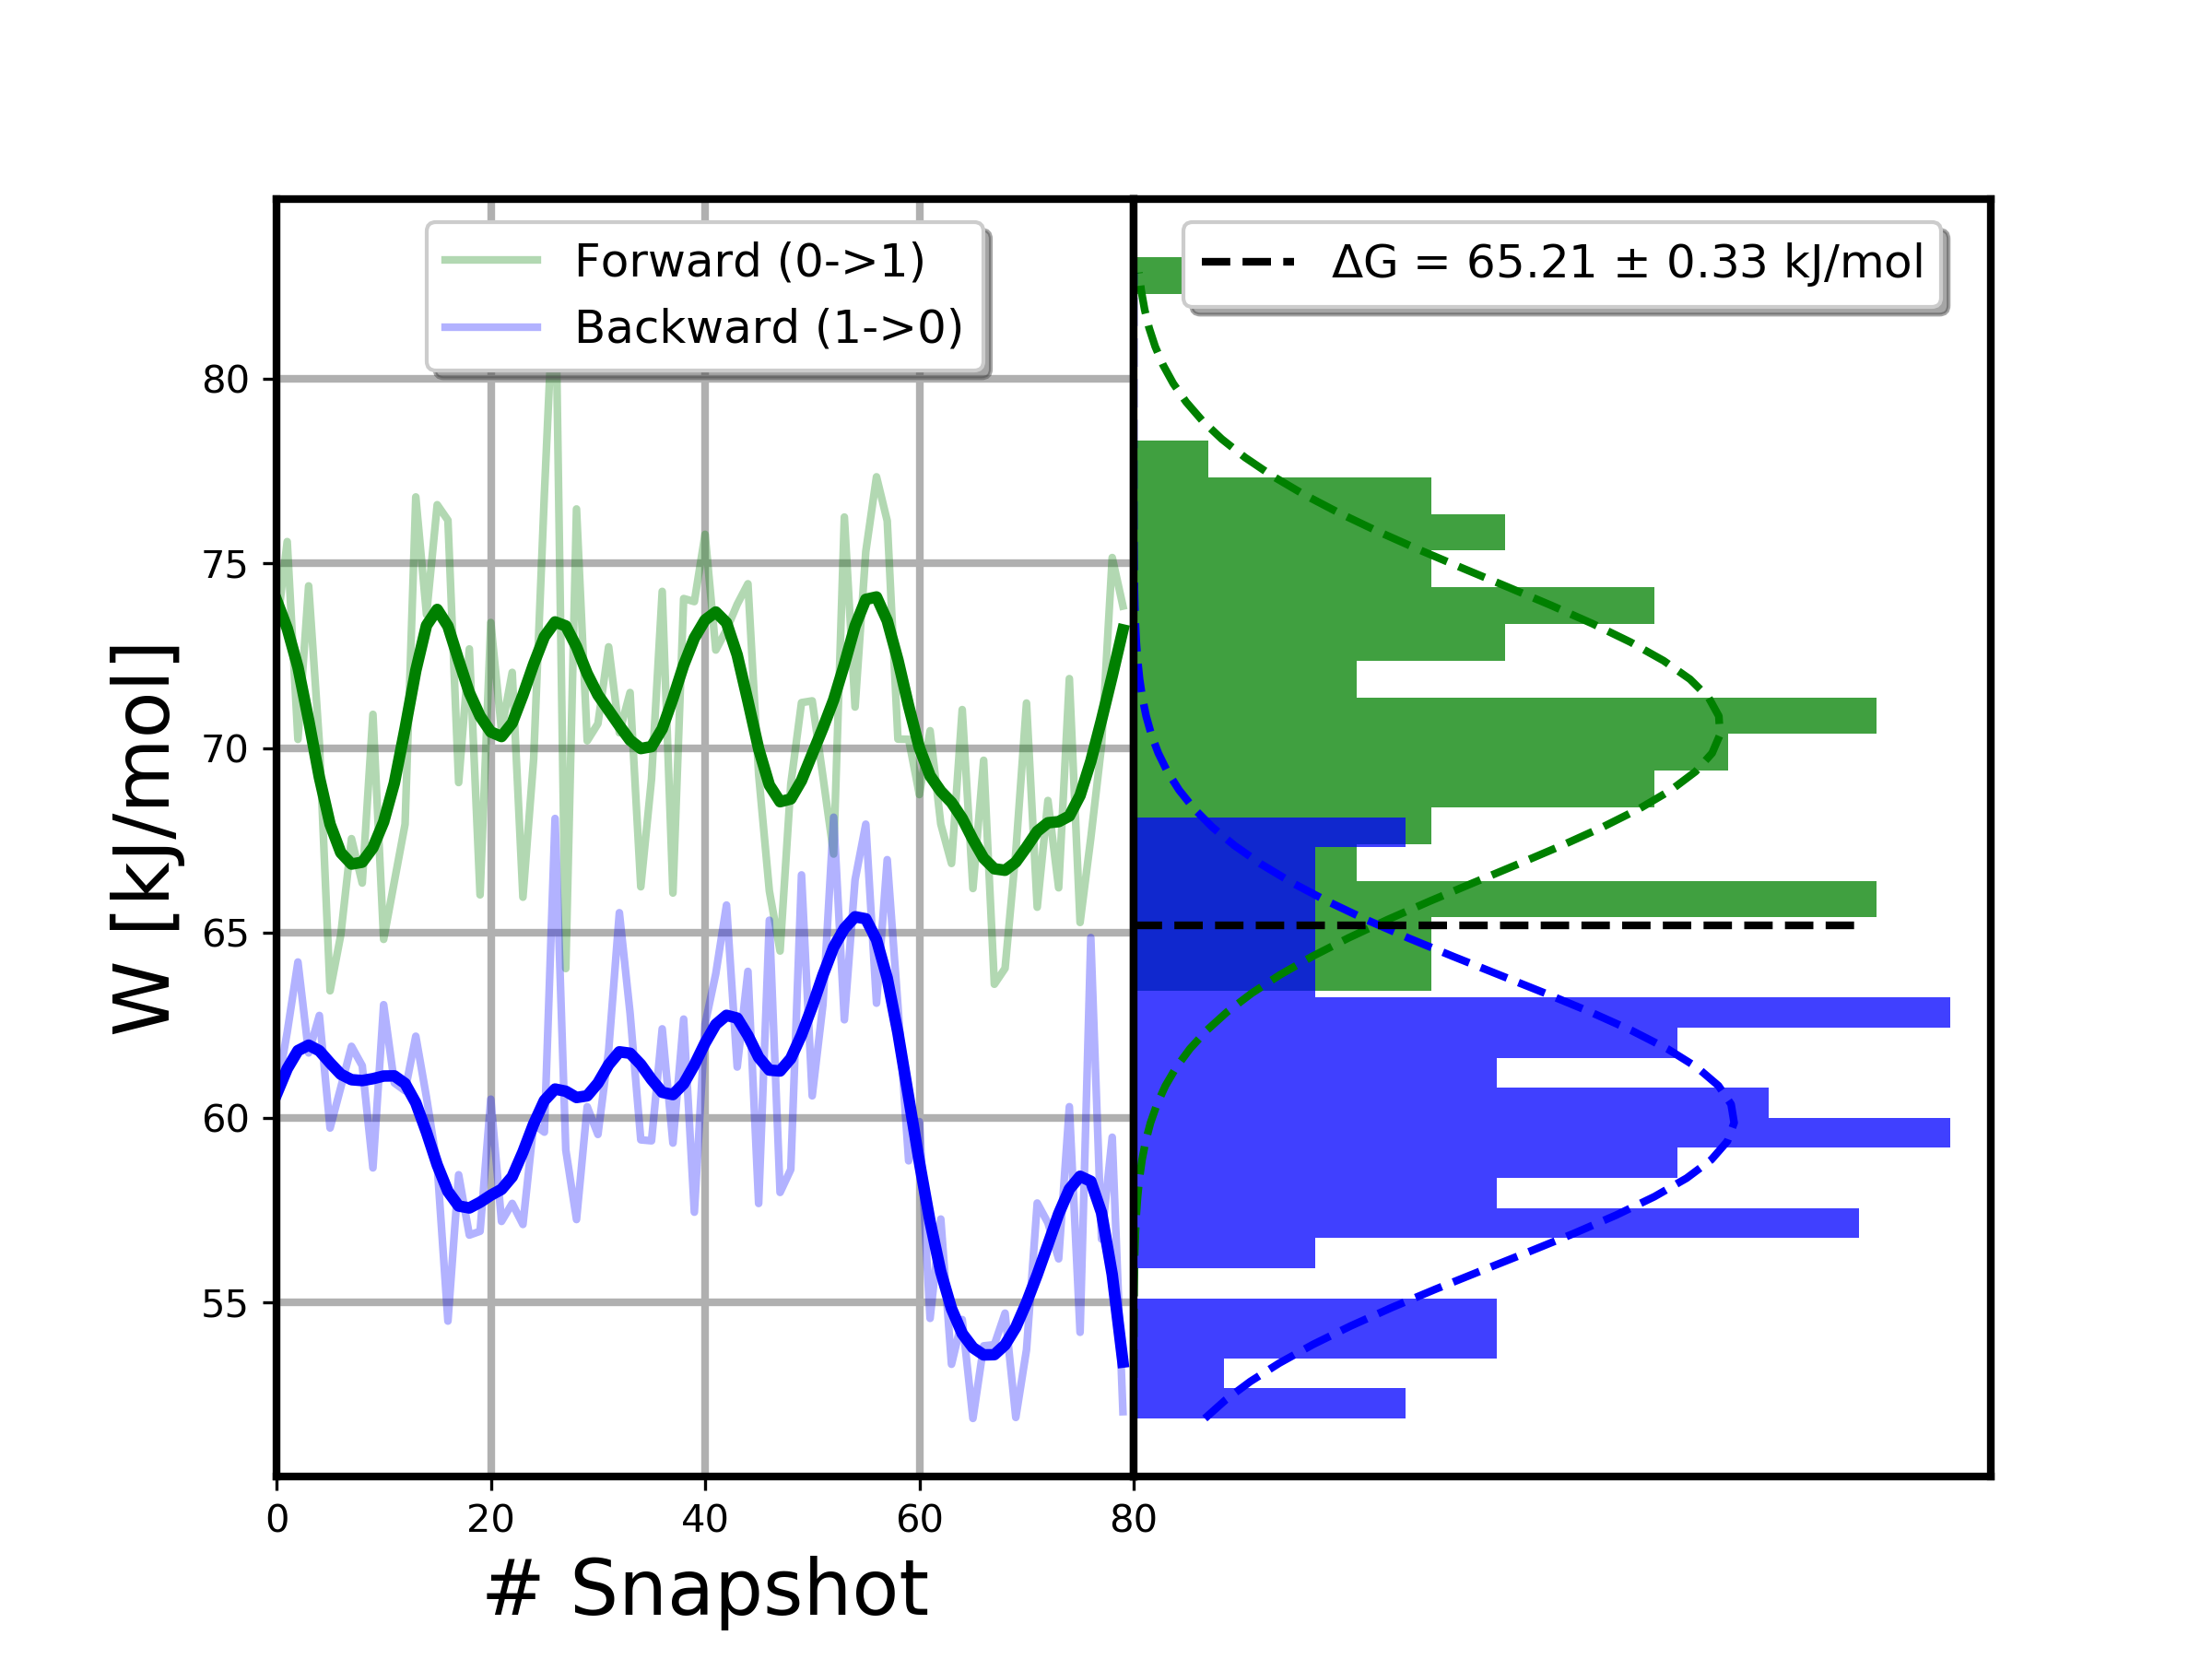 Forward (0->1)
Backward (1->0)
ΔG = 65.21 ± 0.33 kJ/mol
W [kJ/mol]
80
75
70
65
60
55
0
20
40
60
80
# Snapshot